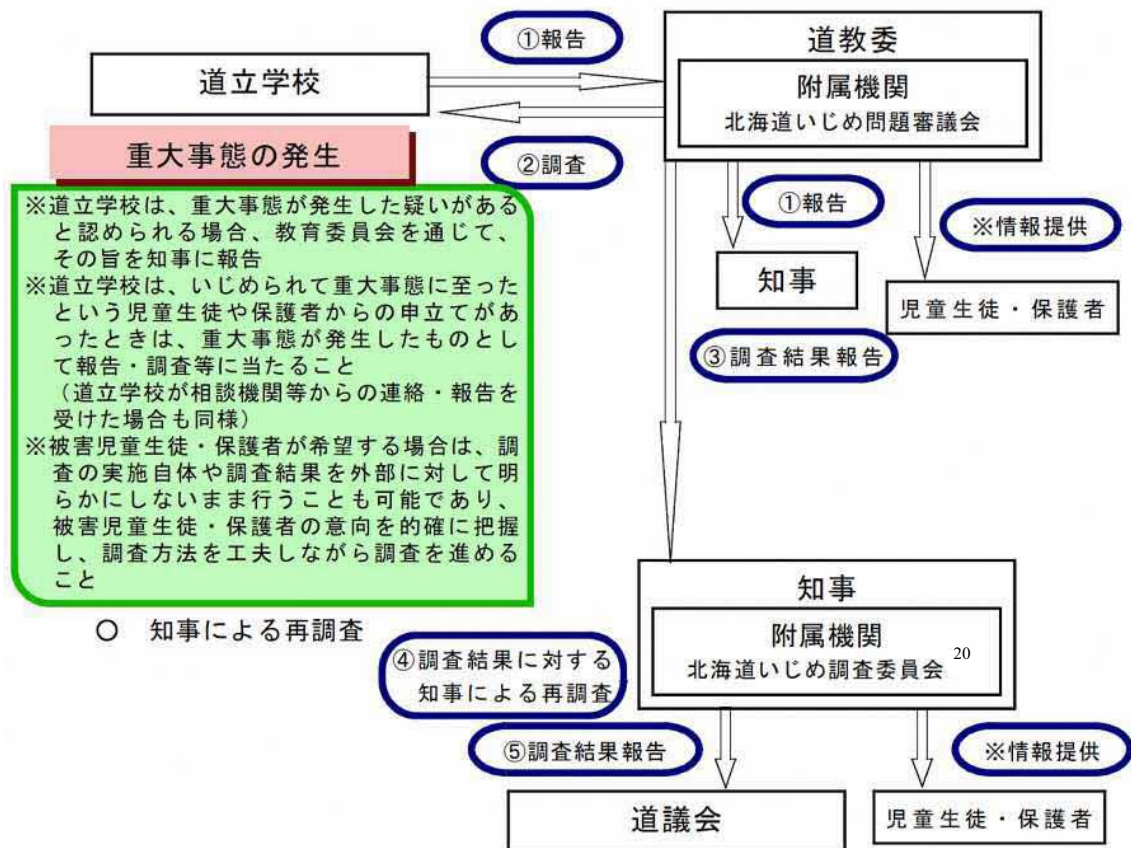 ①報告
道教委
道立学校
附属機関
北海道いじめ問題審議会
重大事態の発生
②調査
※道立学校は、重大事態が発生した疑いがある
と認められる場合、教育委員会を通じて、
その旨を知事に報告
※道立学校は、いじめられて重大事態に至った
という児童生徒や保護者からの申立てがあ
ったときは、重大事態が発生したものとし
て報告・調査等に当たること
（道立学校が相談機関等からの連絡・報告を
受けた場合も同様）
※被害児童生徒・保護者が希望する場合は、調
査の実施自体や調査結果を外部に対して明
らかにしないまま行うことも可能であり、
被害児童生徒・保護者の意向を的確に把握
し、調査方法を工夫しながら調査を進める
こと
①報告
※情報提供
知事
児童生徒・保護者
③調査結果報告
○ 知事による再調査
知事
附属機関
北海道いじめ調査委員会
20
④調査結果に対する
知事による再調査
⑤調査結果報告
※情報提供
道議会
児童生徒・保護者